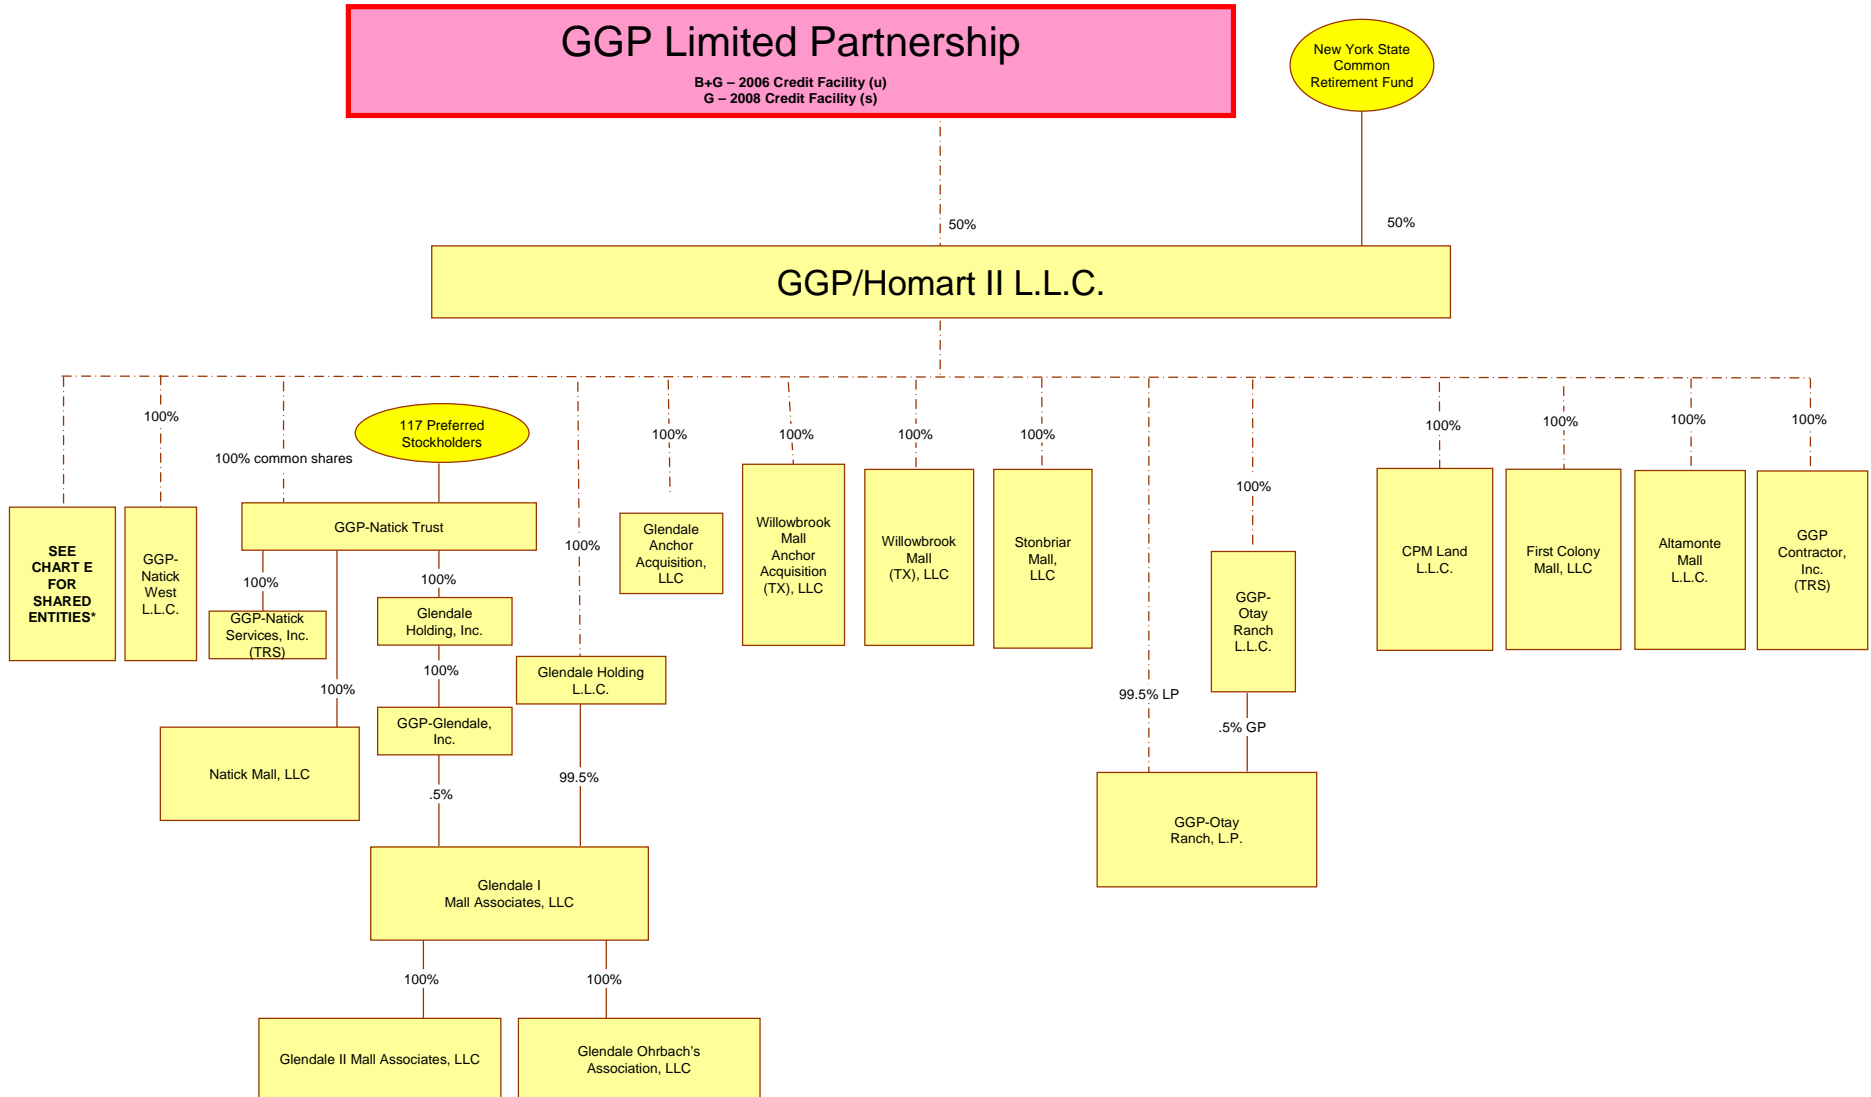 GGP Limited Partnership
B+G – 2006 Credit Facility (u)
G – 2008 Credit Facility (s)
New York State
Common
Retirement Fund
50%
50%
GGP/Homart II L.L.C.
100%
100% common shares
117 Preferred
Stockholders
100%
100%
100%
100%
100%
100%
100%
100%
100%
100%
100%
SEE
CHART E
FOR
SHARED
ENTITIES*
GGP-
Natick
West
L.L.C.
GGP-Natick Trust
Glendale
Anchor
Acquisition,
LLC
Willowbrook
Mall
Anchor
Acquisition
(TX), LLC
Willowbrook
Mall
(TX), LLC
Stonbriar
Mall,
LLC
GGP-
Otay
Ranch
L.L.C.
CPM Land
L.L.C.
First Colony
Mall, LLC
Altamonte
Mall
L.L.C.
GGP
Contractor,
Inc.
(TRS)
100%
100%
GGP-Natick
Services, Inc.
(TRS)
Glendale
Holding, Inc.
100%
100%
Glendale Holding
L.L.C.
99.5% LP
.5% GP
GGP-Glendale,
Inc.
Natick Mall, LLC
.5%
99.5%
GGP-Otay
Ranch, L.P.
Glendale I
Mall Associates, LLC
100%
100%
Glendale II Mall Associates, LLC
Glendale Ohrbach's
Association, LLC